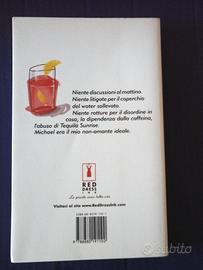 Niente discussioni al mattino.
Niente litigate per il coperchio
del water sollevato.
Niente rotture per il disordine in
casa, la dipendenza dalla caffeina,
l'abuso di Tequila Sunrise.
Michael era il mio non-amante ideale.
RED
DRESS
INK
Visitateci al sito www.RedDressInk.com
Subito.it